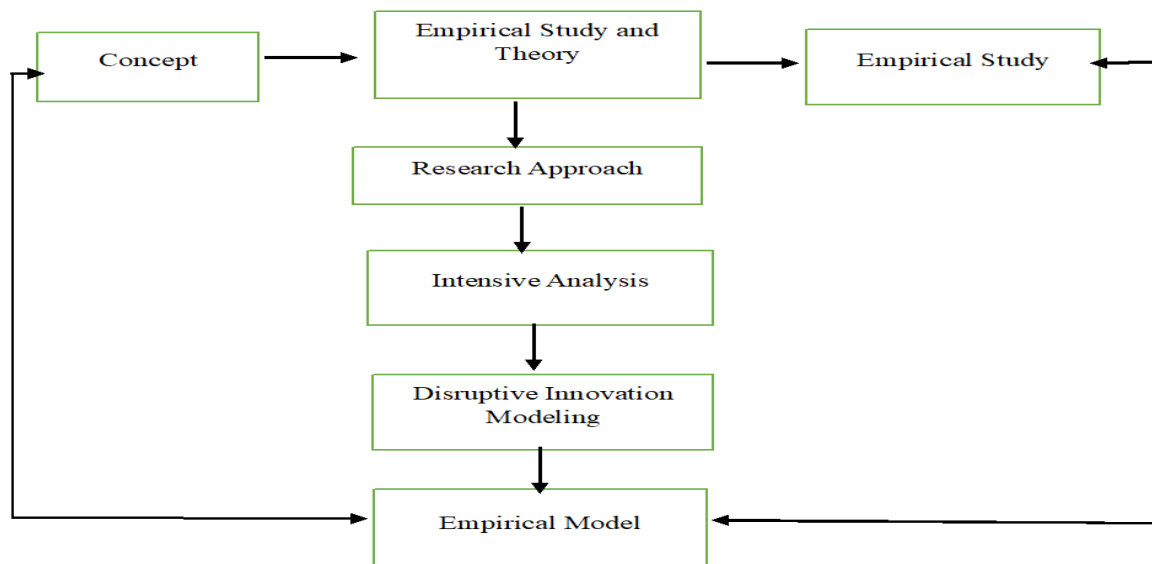 Concept
Empirical Study and
Theory
Empirical Study
Research Approach
Intensive Analysis
Disruptive Innovation
Modeling
Empirical Model